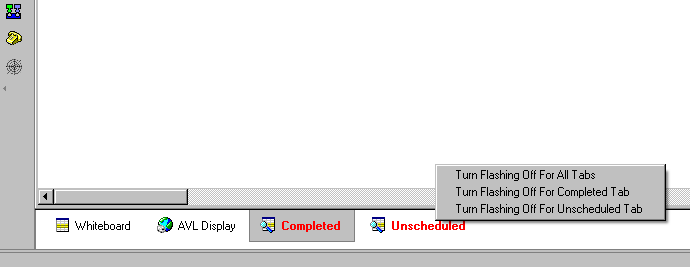 Turn Flashing Off For All Tabs
Turn Flashing Off For Completed Tab
Turn Flashing Off For Unscheduled Tab
Whiteboard AVL Display Completed Unscheduled